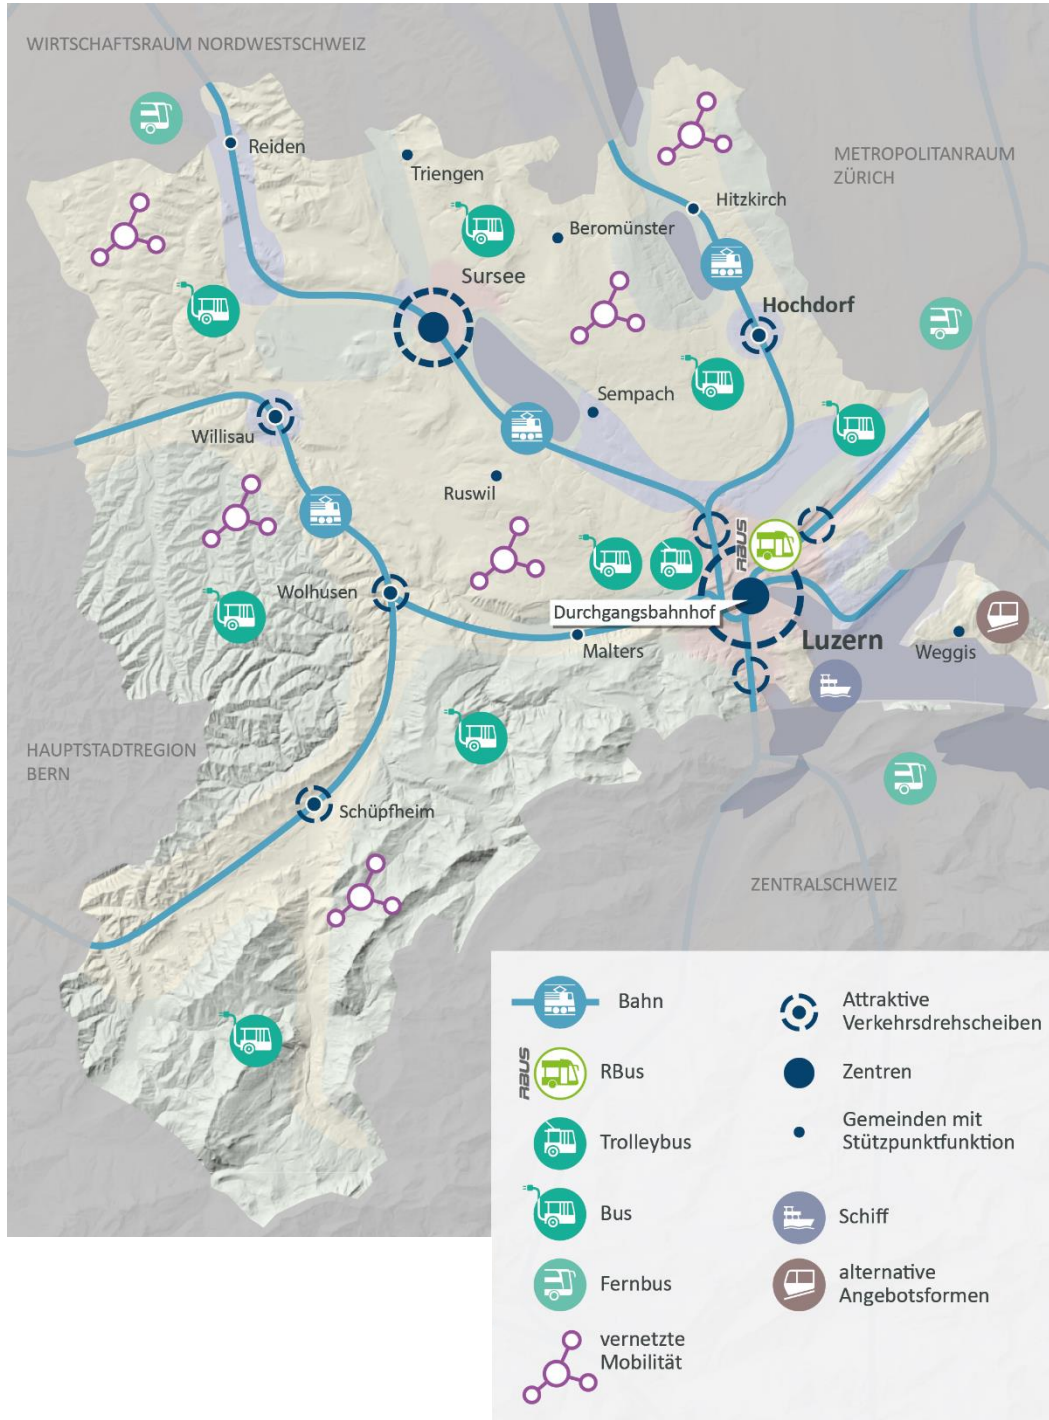 WIRTSCHAFTSRAUM NORDWESTSCHWEIZ
Reiden
Triengen
METROPOLITANRAUM
ZÜRICH
Hitzkirch
Beromünster
Sursee
Hochdorf
Sempach
Willisau
Ruswil
RBUS
Wolhusen
Durchgangsbahnhof
Luzern
Malters
Weggis
HAUPTSTADTREGION
BERN
Schüpfheim
ZENTRALSCHWEIZ
Bahn
RBUS
RBus
Trolleybus
Bus
Fernbus
vernetzte
Mobilität
Attraktive
Verkehrsdrehscheiben
Zentren
Gemeinden mit
Stützpunktfunktion
Schiff
alternative
Angebotsformen